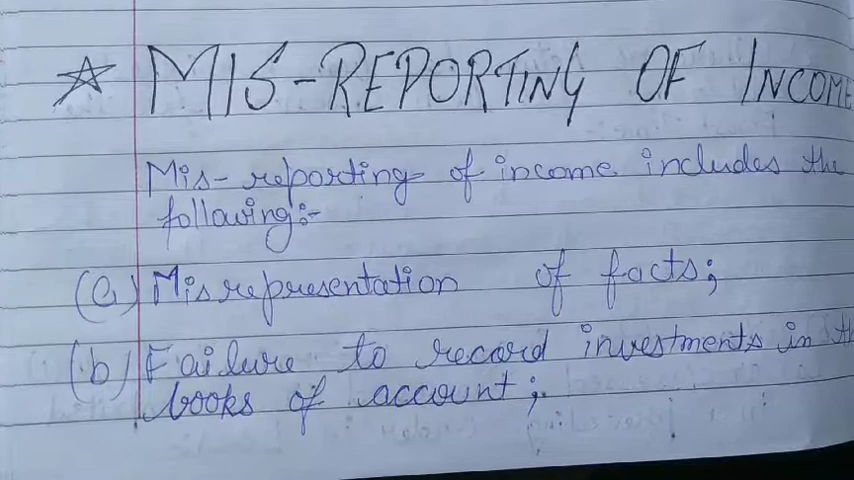 ☆ MIS-REPORTING OF INCOME
Mis-reporting of income includes the
following:-
(a) Misrepresentation of facts;
(b) Failure to record investments in th
books of account;